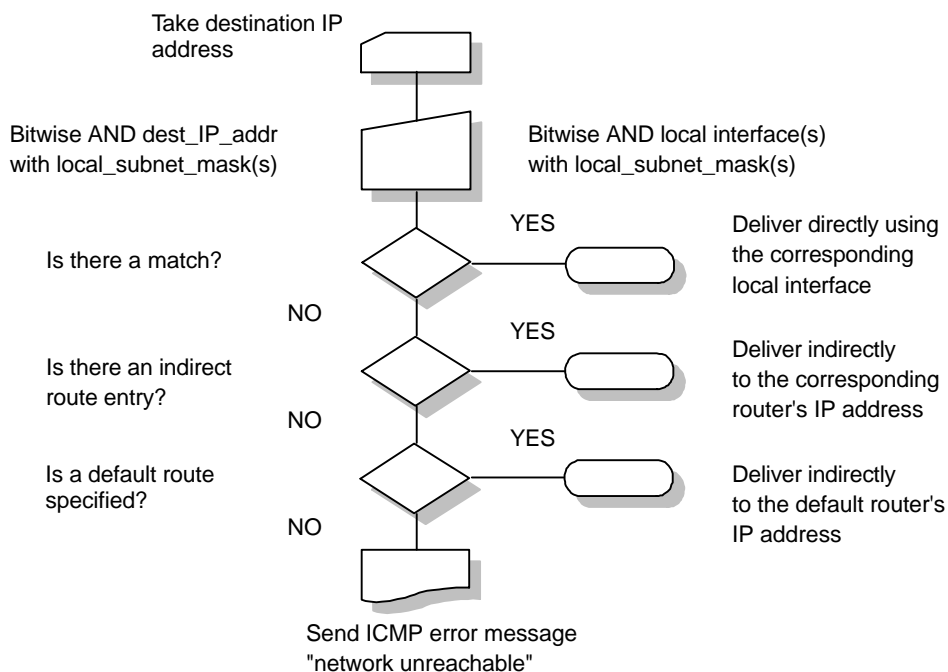 Take destination IP
address
Bitwise AND dest_IP_addr
with local_subnet_mask(s)
Bitwise AND local interface(s)
with local_subnet_mask(s)
Is there a match?
YES
Deliver directly using
the corresponding
local interface
NO
Is there an indirect
route entry?
YES
Deliver indirectly
to the corresponding
router's IP address
NO
Is a default route
specified?
YES
Deliver indirectly
to the default router's
IP address
NO
Send ICMP error message
"network unreachable"